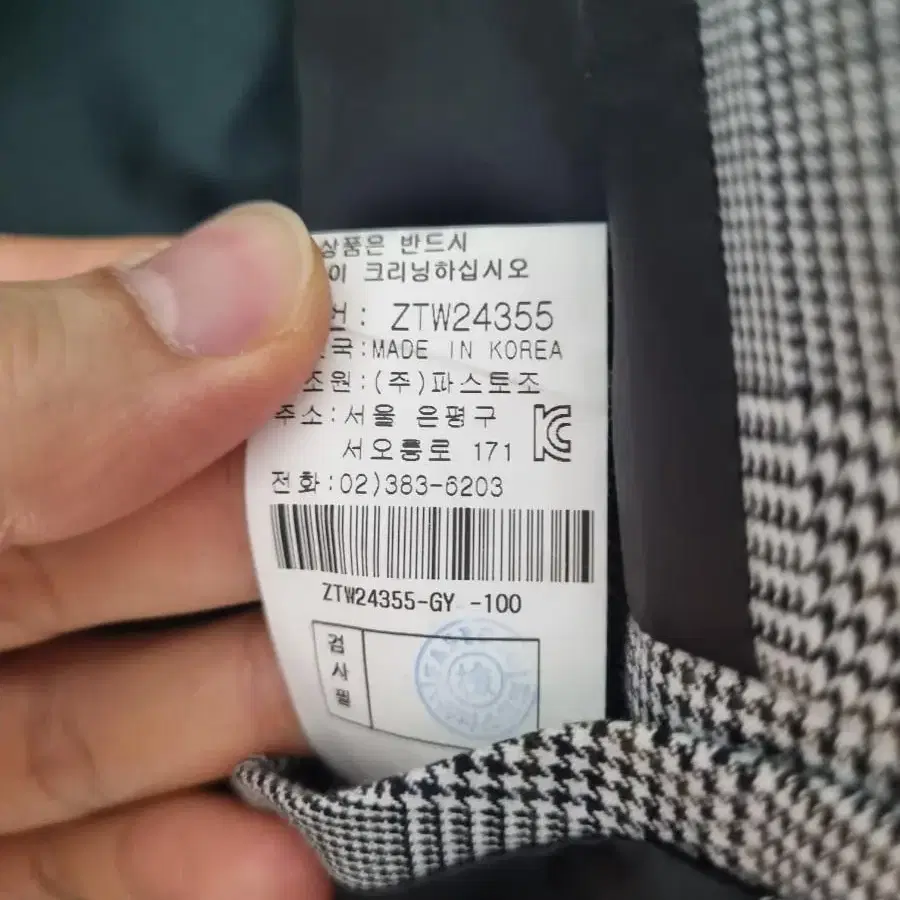 상품은 반드시
이 크리닝하십시오
: ZTW24355
국:MADE IN KOREA
조원:(주)파스토조
주소:서울 은평구
서오릉로 171
전화:02)383-6203
ZTW24355-GY -100
검
사
필